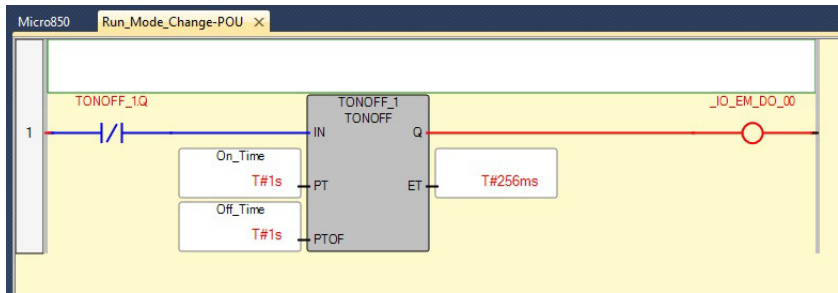 Micro850
Run_Mode_Change-POU ×
TONOFF_1.Q
TONOFF_1
TONOFF
_IO_EM_DO_00
1
IN
Q
On_Time
T#1s
PT
ET
T#256ms
Off_Time
T#1s
PTOF